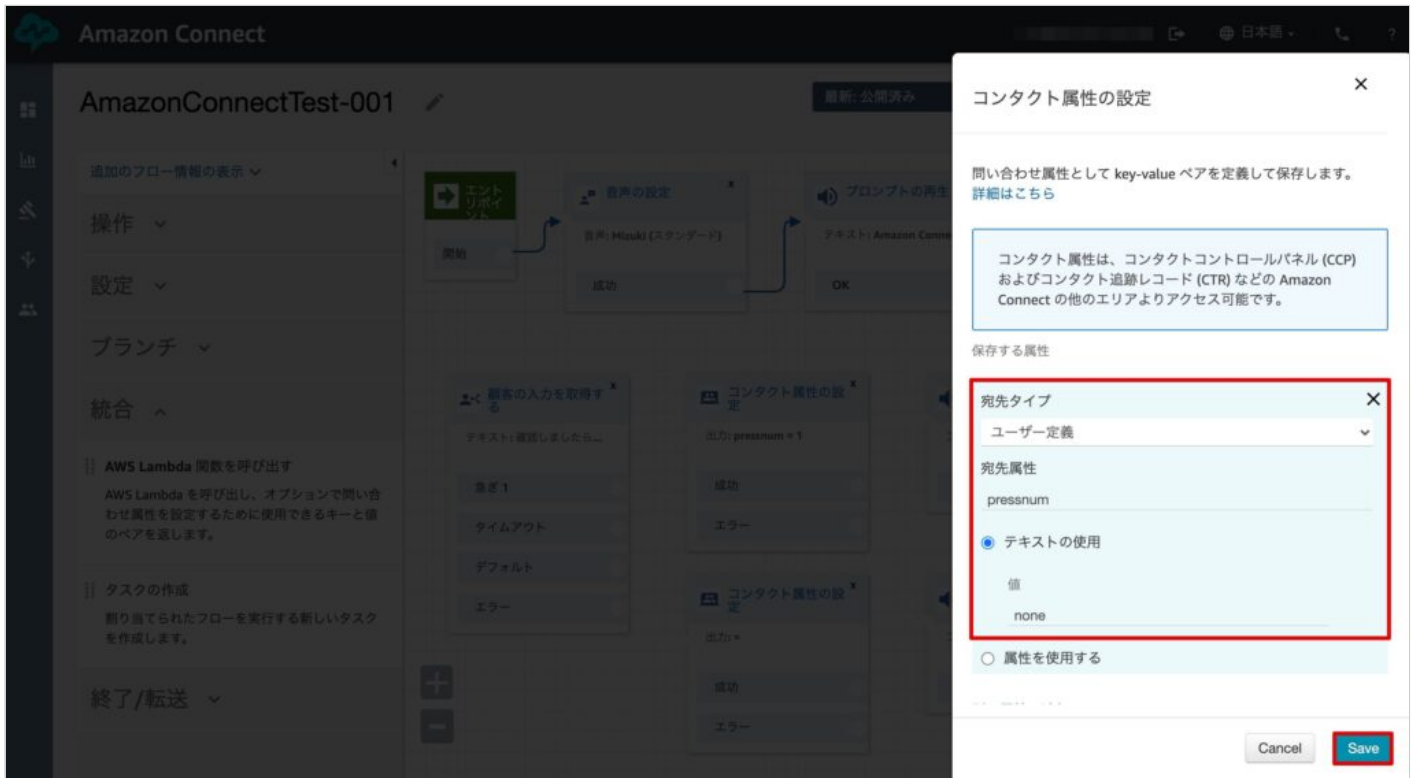 Amazon Connect
日本語
?
AmazonConnectTest-001
最新: 公開済み
追加のフロー情報の表示
操作
設定
ブランチ
統合
AWS Lambda 関数を呼び出す
AWS Lambda を呼び出し、オプションで問い合
わせ属性を設定するために使用できるキーと値
のペアを返します。
タスクの作成
割り当てられたフローを実行する新しいタスク
を作成します。
終了/転送
エント
リポイ
ント
開始
音声の設定
x
音声: Mizuki (スタンダード)
成功
プロンプトの再生
テキスト: Amazon Conne
OK
顧客の入力を取得す
る
x
テキスト: 確認しましたら...
急ぎ 1
タイムアウト
デフォルト
エラー
コンタクト属性の設
定
x
出力: pressnum = 1
成功
エラー
コンタクト属性の設
定
x
出力: =
成功
エラー
コンタクト属性の設定
問い合わせ属性として key-value ペアを定義して保存します。
詳細はこちら
コンタクト属性は、コンタクトコントロールパネル (CCP)
およびコンタクト追跡レコード (CTR) などの Amazon
Connect の他のエリアよりアクセス可能です。
保存する属性
宛先タイプ
ユーザー定義
宛先属性
pressnum
テキストの使用
値
none
属性を使用する
Cancel
Save